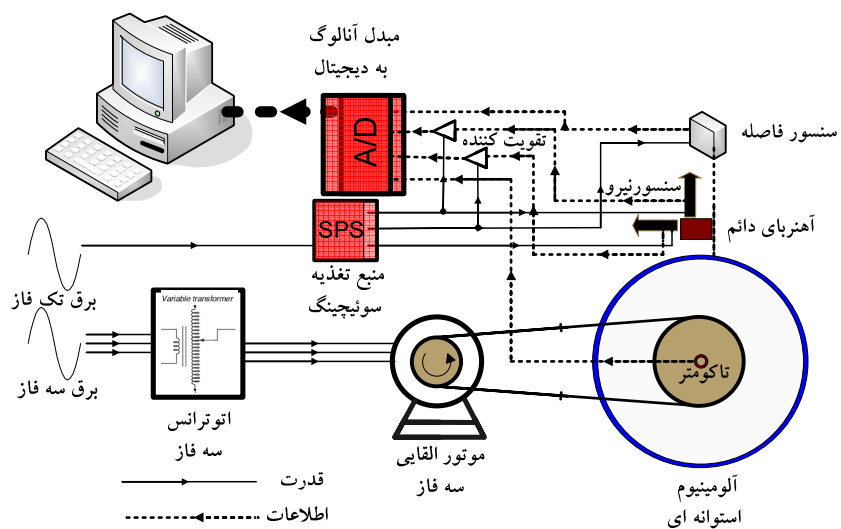 مبدل آنالوگ
به دیجیتال
A/D
تقویت کننده
سنسور فاصله
سنسورنیرو
آهنربای دائم
SPS
منبع تغذیه
سوئیچینگ
برق تک فاز
برق سه فاز
Variable transformer
اتوترانس
سه فاز
موتور القایی
سه فاز
تاکومتر
آلومینیوم
استوانه ای
قدرت
اطلاعات